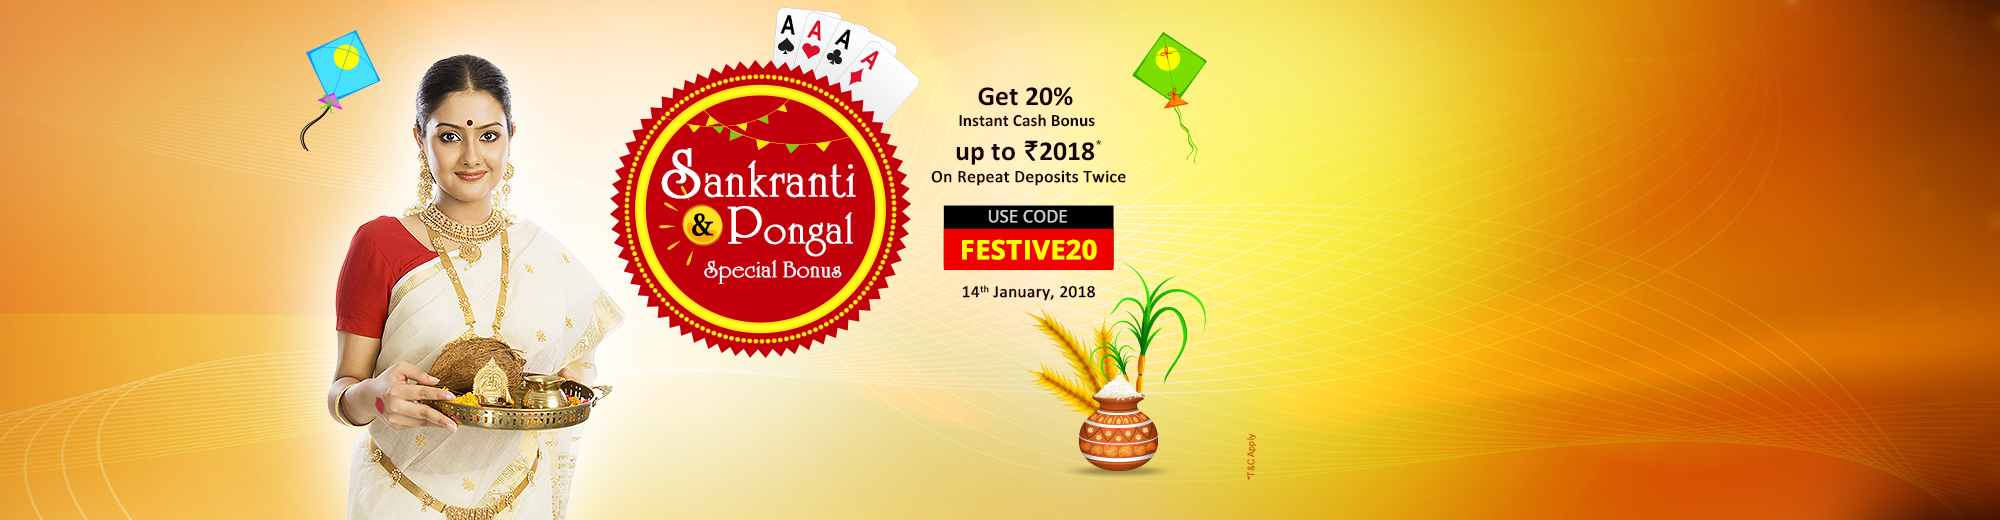 A A A A
Sankranti
& Pongal
Special Bonus
Get 20%
Instant Cash Bonus
up to ₹2018*
On Repeat Deposits Twice
USE CODE
FESTIVE20
14th January, 2018
*T&C Apply